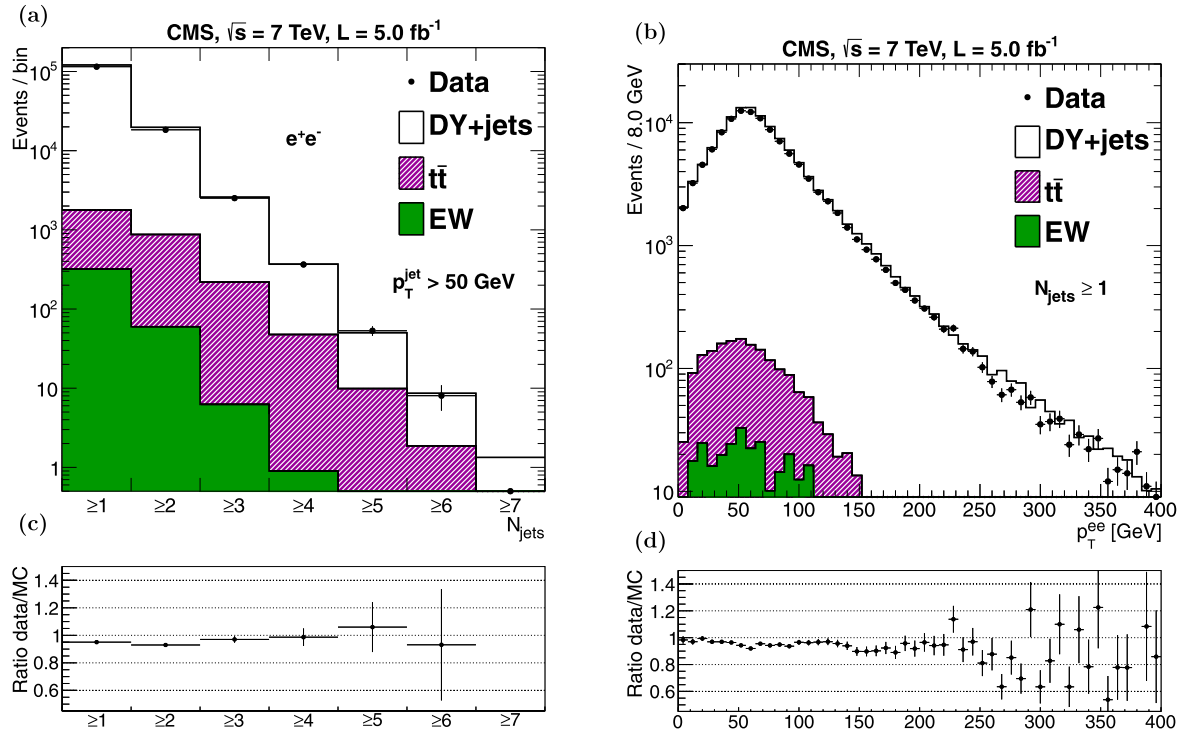 (a)
CMS, √s = 7 TeV, L = 5.0 fb⁻¹
Events / bin
10⁵
10⁴
10³
10²
10
1
e⁺e⁻
Data
DY+jets
tt̄
EW
p_T^jet > 50 GeV
≥1 ≥2 ≥3 ≥4 ≥5 ≥6 ≥7
N_jets
(b)
CMS, √s = 7 TeV, L = 5.0 fb⁻¹
Events / 8.0 GeV
10⁴
10³
10²
10
Data
DY+jets
tt̄
EW
N_jets ≥ 1
0 50 100 150 200 250 300 350 400
p_T^ee [GeV]
(c)
Ratio data/MC
1.4
1.2
1
0.8
0.6
≥1 ≥2 ≥3 ≥4 ≥5 ≥6 ≥7
(d)
Ratio data/MC
1.4
1.2
1
0.8
0.6
0 50 100 150 200 250 300 350 400